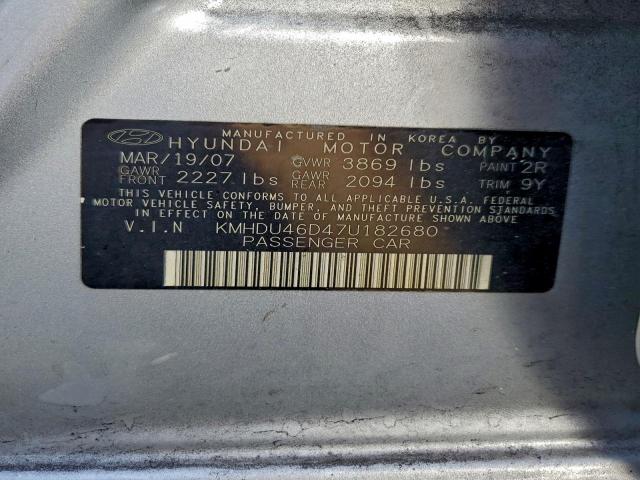 MANUFACTURED IN KOREA BY
HYUNDAI MOTOR COMPANY
MAR/19/07 GVWR 3869 lbs PAINT 2R
GAWR FRONT 2227 lbs GAWR REAR 2094 lbs TRIM 9Y
THIS VEHICLE CONFORMS TO ALL APPLICABLE U.S.A. FEDERAL
MOTOR VEHICLE SAFETY, BUMPER, AND THEFT PREVENTION STANDARDS
IN EFFECT ON THE DATE OF MANUFACTURE SHOWN ABOVE
V.I.N KMHDU46D47U182680
PASSENGER CAR